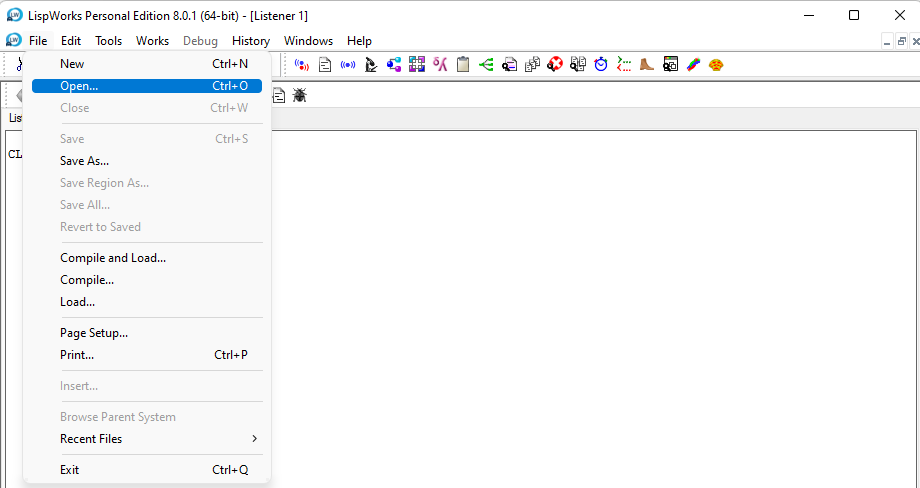 LispWorks Personal Edition 8.0.1 (64-bit) - [Listener 1]
File Edit Tools Works Debug History Windows Help
New Ctrl+N
Open... Ctrl+O
Close Ctrl+W
Lis
Save Ctrl+S
CL
Save As...
Save Region As...
Save All...
Revert to Saved
Compile and Load...
Compile...
Load...
Page Setup...
Print... Ctrl+P
Insert...
Browse Parent System
Recent Files
Exit Ctrl+Q